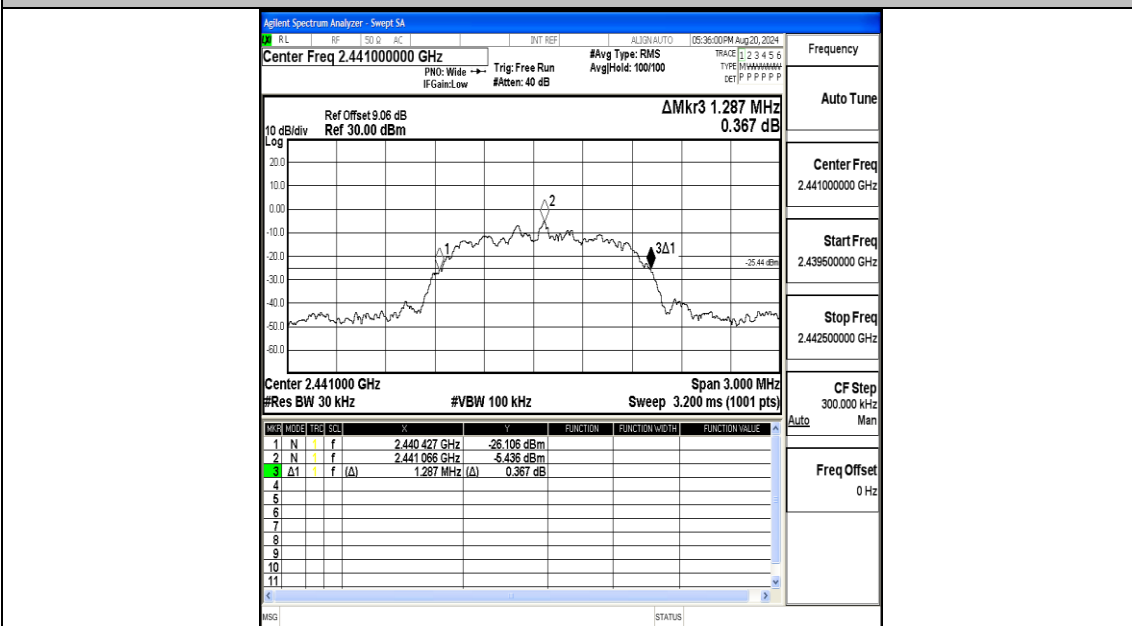 Agilent Spectrum Analyzer - Swept SA
RL RF 50 Ω AC INT REF ALIGN AUTO 05:36:00 PM Aug 20, 2024
Center Freq 2.441000000 GHz
PNO: Wide
IFGain:Low
Trig: Free Run
#Atten: 40 dB
#Avg Type: RMS
Avg|Hold: 100/100
TRACE 1 2 3 4 5 6
TYPE M
DET P P P P P P
ΔMkr3 1.287 MHz
0.367 dB
Ref Offset 9.06 dB
Ref 30.00 dBm
10 dB/div
Log
20.0
10.0
0.00
-10.0
-20.0
-30.0
-40.0
-50.0
-60.0
1
2
3Δ1
-25.44 dBm
Center 2.441000 GHz Span 3.000 MHz
#Res BW 30 kHz #VBW 100 kHz Sweep 3.200 ms (1001 pts)
MKR MODE TRC SCL X Y FUNCTION FUNCTION WIDTH FUNCTION VALUE
1 N 1 f 2.440 427 GHz -26.106 dBm
2 N 1 f 2.441 066 GHz -5.436 dBm
3 Δ1 1 f (Δ) 1.287 MHz (Δ) 0.367 dB
4
5
6
7
8
9
10
11
MSG STATUS
Frequency
Auto Tune
Center Freq
2.441000000 GHz
Start Freq
2.439500000 GHz
Stop Freq
2.442500000 GHz
CF Step
300.000 kHz
Auto Man
Freq Offset
0 Hz